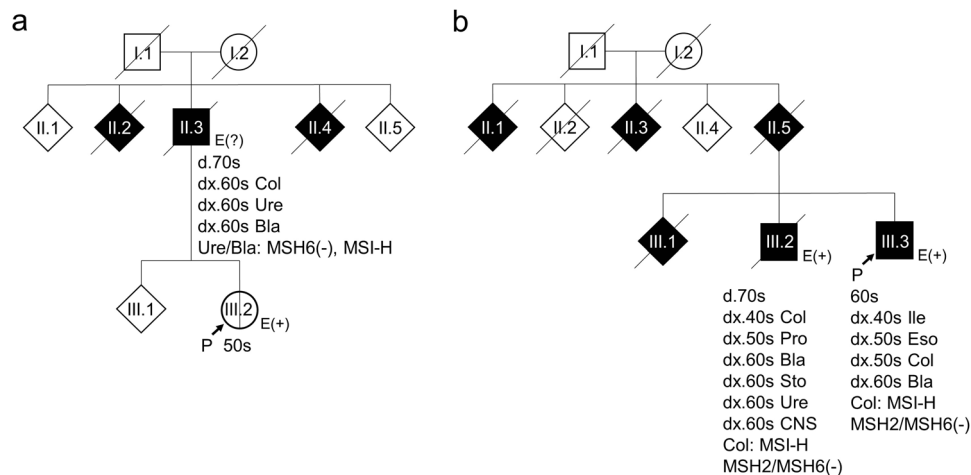 a
I.1 I.2
II.1 II.2 II.3 II.4 II.5
E(?)
d.70s
dx.60s Col
dx.60s Ure
dx.60s Bla
Ure/Bla: MSH6(-), MSI-H
III.1 III.2
E(+)
P 50s
b
I.1 I.2
II.1 II.2 II.3 II.4 II.5
III.1 III.2 III.3
E(+) E(+)
P
d.70s
dx.40s Col
dx.50s Pro
dx.60s Bla
dx.60s Sto
dx.60s Ure
dx.60s CNS
Col: MSI-H
MSH2/MSH6(-)
60s
dx.40s Ile
dx.50s Eso
dx.50s Col
dx.60s Bla
Col: MSI-H
MSH2/MSH6(-)